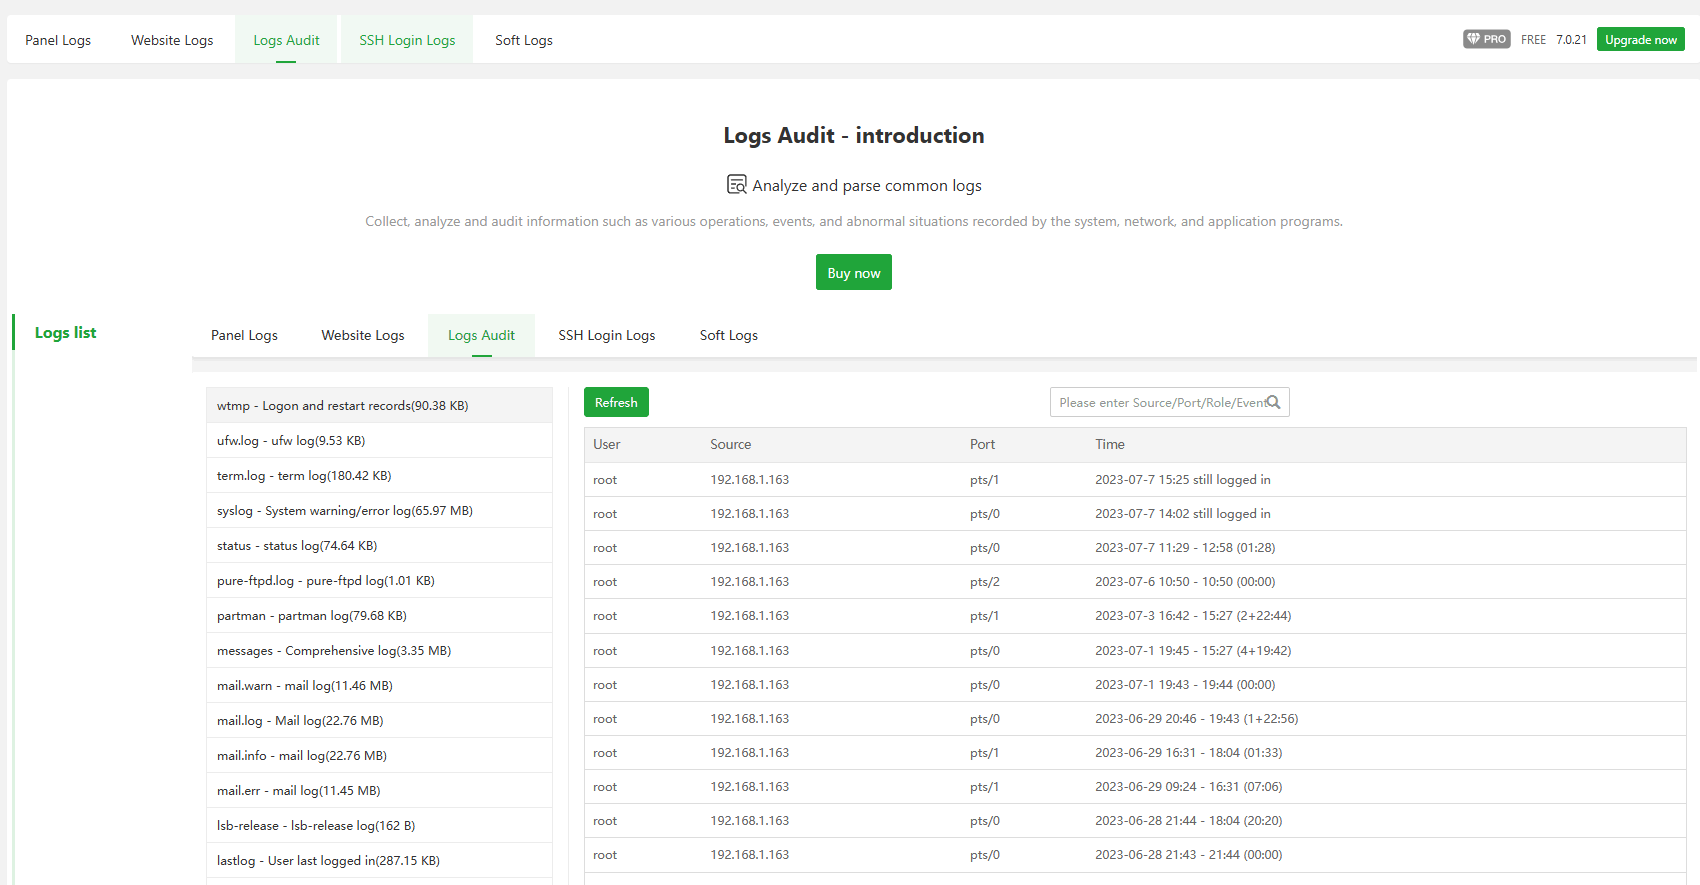 Panel Logs Website Logs Logs Audit SSH Login Logs Soft Logs PRO FREE 7.0.21 Upgrade now
Logs Audit - introduction
Analyze and parse common logs
Collect, analyze and audit information such as various operations, events, and abnormal situations recorded by the system, network, and application programs.
Buy now
Logs list
Panel Logs Website Logs Logs Audit SSH Login Logs Soft Logs
wtmp - Logon and restart records(90.38 KB)
ufw.log - ufw log(9.53 KB)
term.log - term log(180.42 KB)
syslog - System warning/error log(65.97 MB)
status - status log(74.64 KB)
pure-ftpd.log - pure-ftpd log(1.01 KB)
partman - partman log(79.68 KB)
messages - Comprehensive log(3.35 MB)
mail.warn - mail log(11.46 MB)
mail.log - Mail log(22.76 MB)
mail.info - mail log(22.76 MB)
mail.err - mail log(11.45 MB)
lsb-release - lsb-release log(162 B)
lastlog - User last logged in(287.15 KB)
Refresh Please enter Source/Port/Role/Event
User Source Port Time
root 192.168.1.163 pts/1 2023-07-7 15:25 still logged in
root 192.168.1.163 pts/0 2023-07-7 14:02 still logged in
root 192.168.1.163 pts/0 2023-07-7 11:29 - 12:58 (01:28)
root 192.168.1.163 pts/2 2023-07-6 10:50 - 10:50 (00:00)
root 192.168.1.163 pts/1 2023-07-3 16:42 - 15:27 (2+22:44)
root 192.168.1.163 pts/0 2023-07-1 19:45 - 15:27 (4+19:42)
root 192.168.1.163 pts/0 2023-07-1 19:43 - 19:44 (00:00)
root 192.168.1.163 pts/0 2023-06-29 20:46 - 19:43 (1+22:56)
root 192.168.1.163 pts/1 2023-06-29 16:31 - 18:04 (01:33)
root 192.168.1.163 pts/1 2023-06-29 09:24 - 16:31 (07:06)
root 192.168.1.163 pts/0 2023-06-28 21:44 - 18:04 (20:20)
root 192.168.1.163 pts/0 2023-06-28 21:43 - 21:44 (00:00)